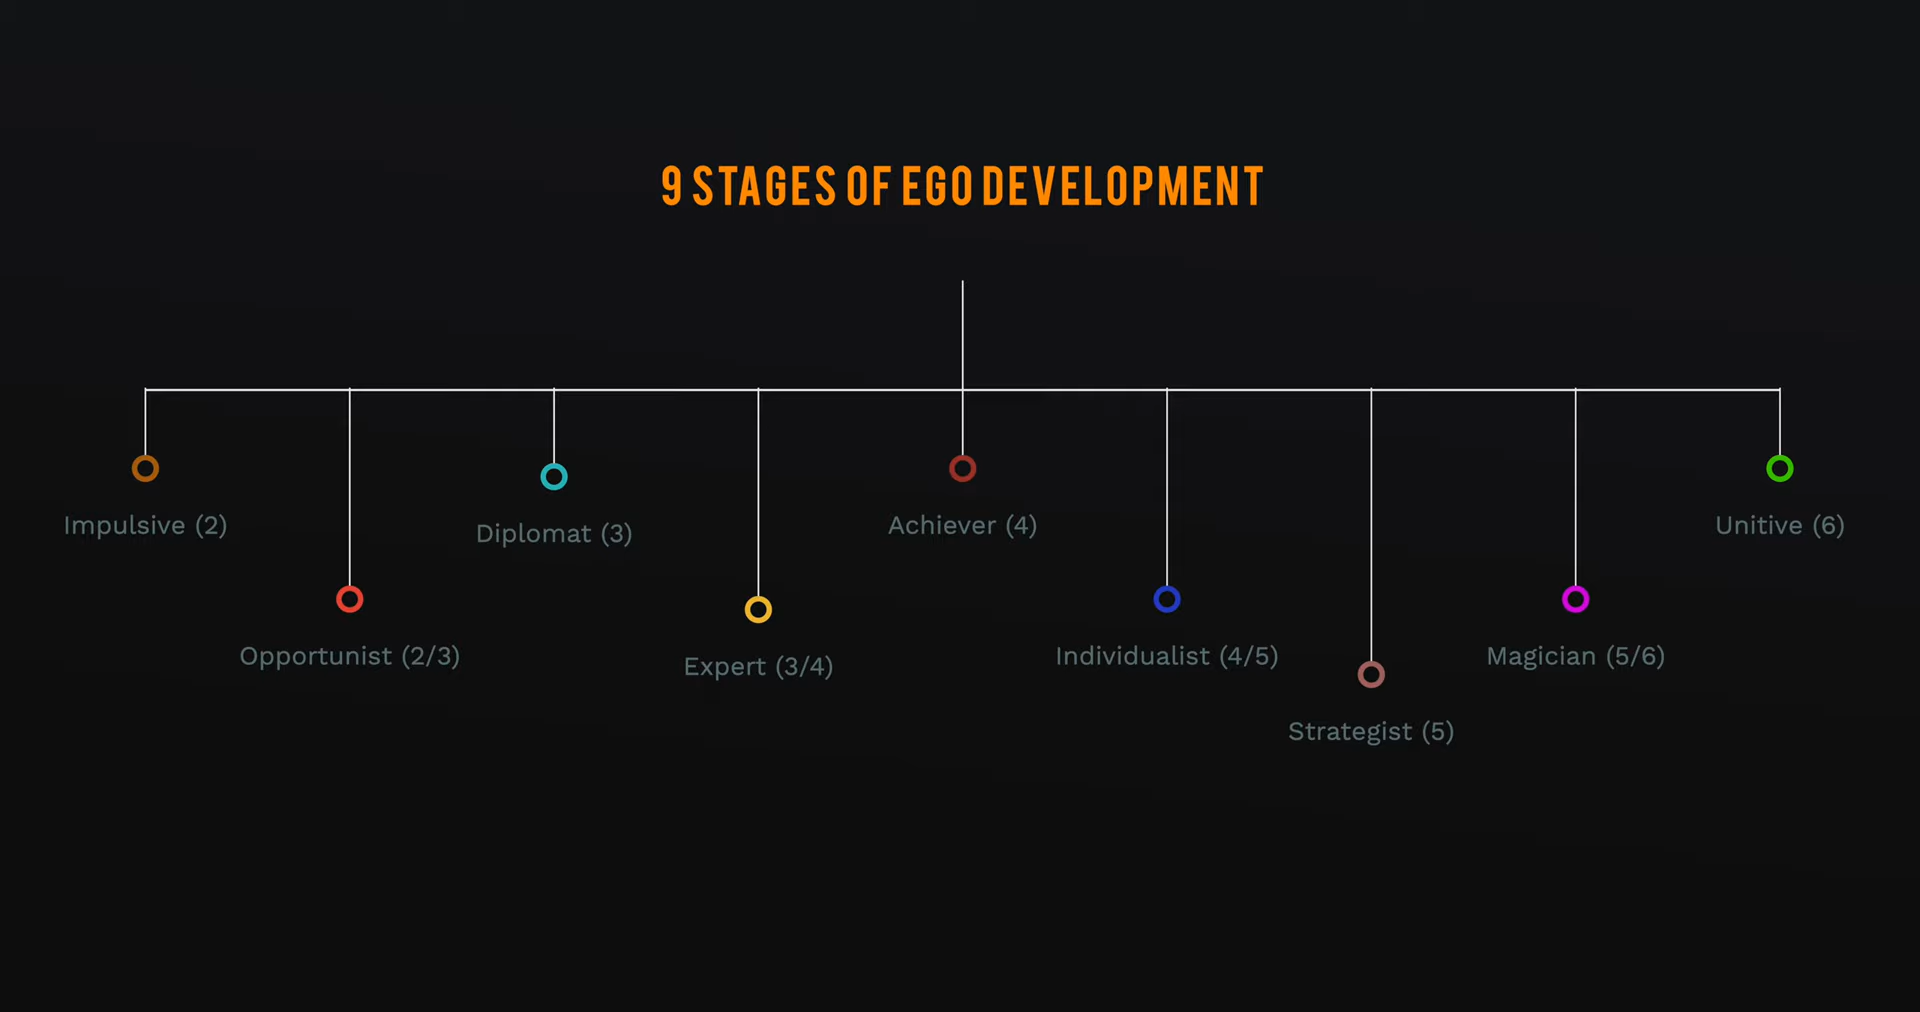 9 STAGES OF EGO DEVELOPMENT
Impulsive (2)
Opportunist (2/3)
Diplomat (3)
Expert (3/4)
Achiever (4)
Individualist (4/5)
Strategist (5)
Magician (5/6)
Unitive (6)